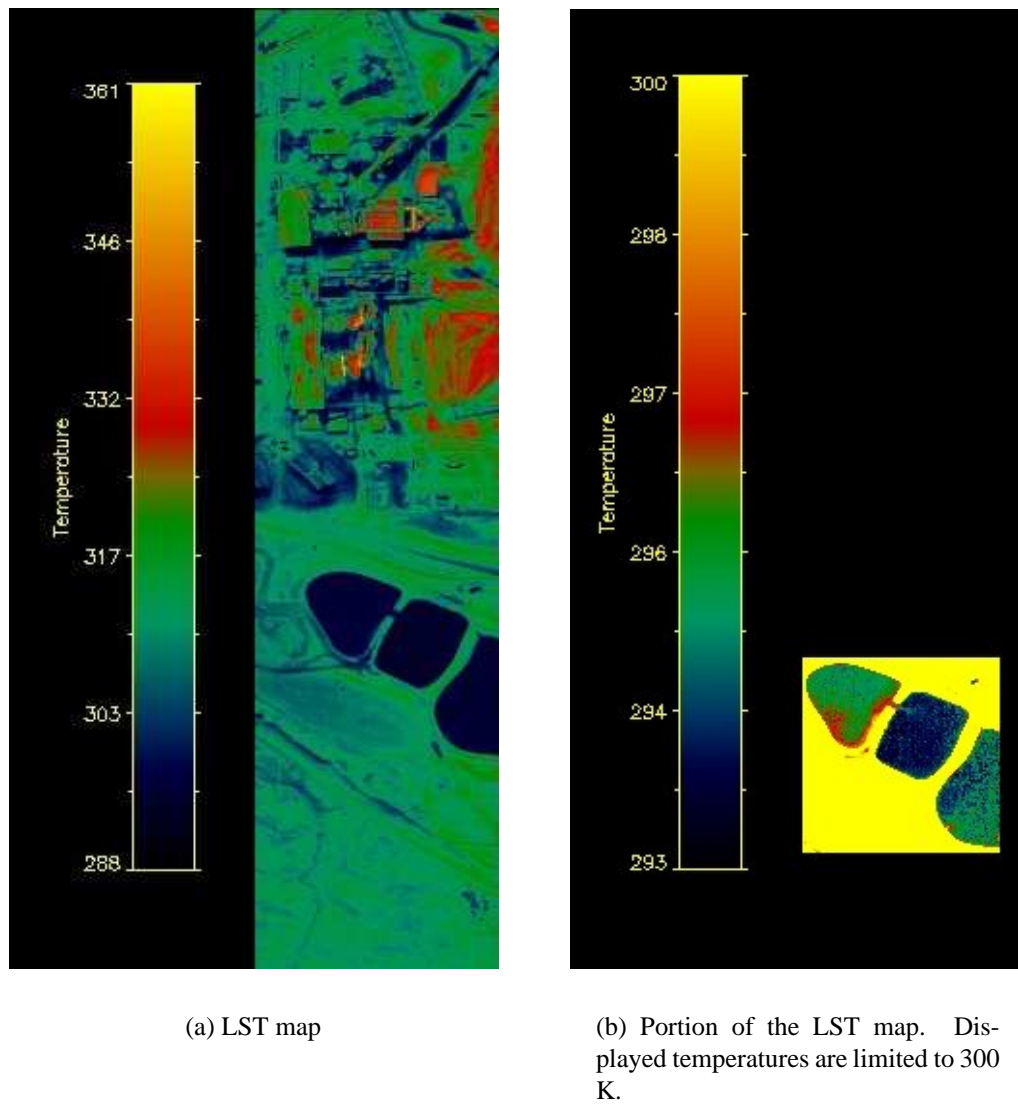 361
346
332
317
303
288
Temperature
300
298
297
296
294
293
Temperature
(a) LST map
(b) Portion of the LST map. Dis-
played temperatures are limited to 300
K.